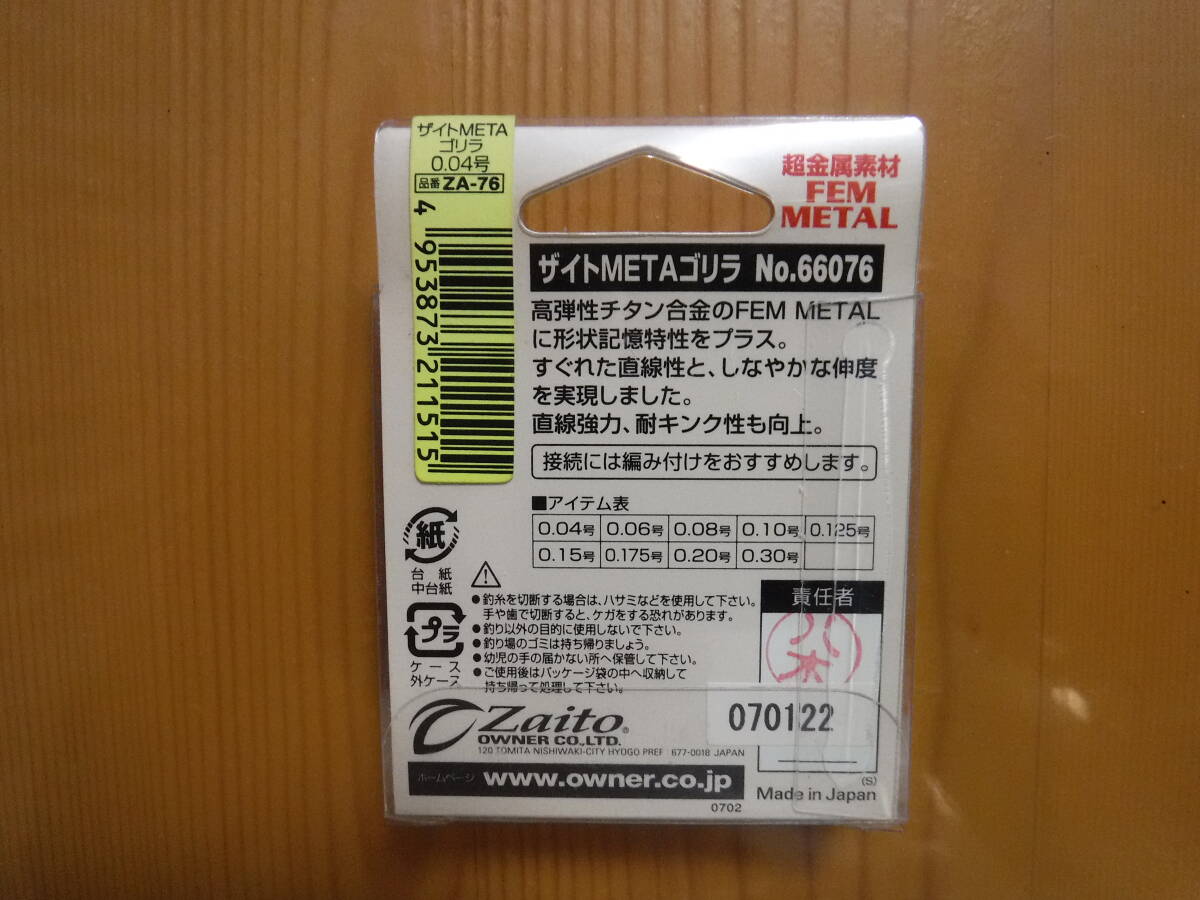 ザイトMETA
ゴリラ
0.04号
品番 ZA-76
4 953873 211515
超金属素材
FEM
METAL
ザイトMETAゴリラ No.66076
高弾性チタン合金のFEM METAL
に形状記憶特性をプラス。
すぐれた直線性と、しなやかな伸度
を実現しました。
直線強力、耐キンク性も向上。
接続には編み付けをおすすめします。
■アイテム表
0.04号 0.06号 0.08号 0.10号 0.125号
0.15号 0.175号 0.20号 0.30号
紙
台紙
中台紙
プラ
ケース
外ケース
●釣糸を切断する場合は、ハサミなどを使用して下さい。
手や歯で切断すると、ケガをする恐れがあります。
●釣り以外の目的に使用しないで下さい。
●釣り場のゴミは持ち帰りましょう。
●幼児の手の届かない所へ保管して下さい。
●ご使用後はパッケージ袋の中へ収納して
持ち帰って処理して下さい。
責任者
八木
070122
Zaito®
OWNER CO.,LTD.
120 TOMITA NISHIWAKI-CITY HYOGO PREF 677-0018 JAPAN
ホームページ www.owner.co.jp
0702
(S)
Made in Japan